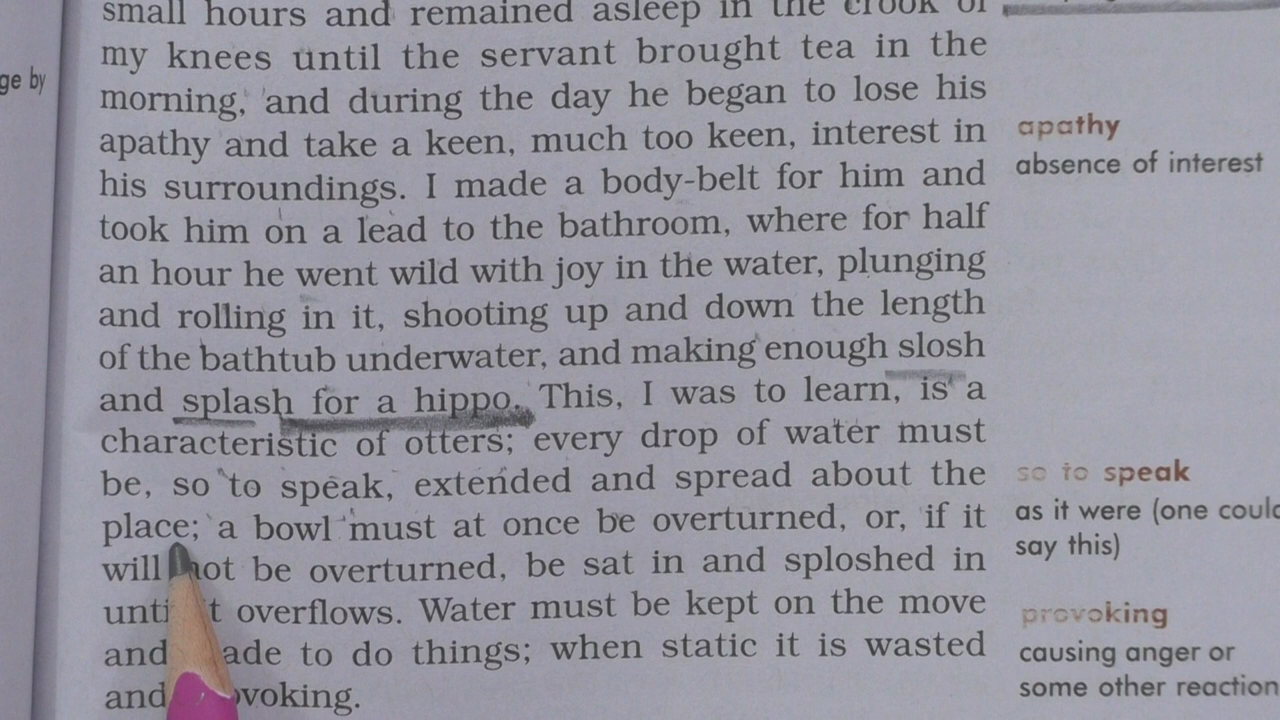 small hours and remained asleep in the crook of
my knees until the servant brought tea in the
morning, and during the day he began to lose his
apathy and take a keen, much too keen, interest in
his surroundings. I made a body-belt for him and
took him on a lead to the bathroom, where for half
an hour he went wild with joy in the water, plunging
and rolling in it, shooting up and down the length
of the bathtub underwater, and making enough slosh
and splash for a hippo. This, I was to learn, is a
characteristic of otters; every drop of water must
be, so to speak, extended and spread about the
place; a bowl must at once be overturned, or, if it
will not be overturned, be sat in and sploshed in
until it overflows. Water must be kept on the move
and made to do things; when static it is wasted
and provoking.
ge by
apathy
absence of interest
so to speak
as it were (one could
say this)
provoking
causing anger or
some other reaction